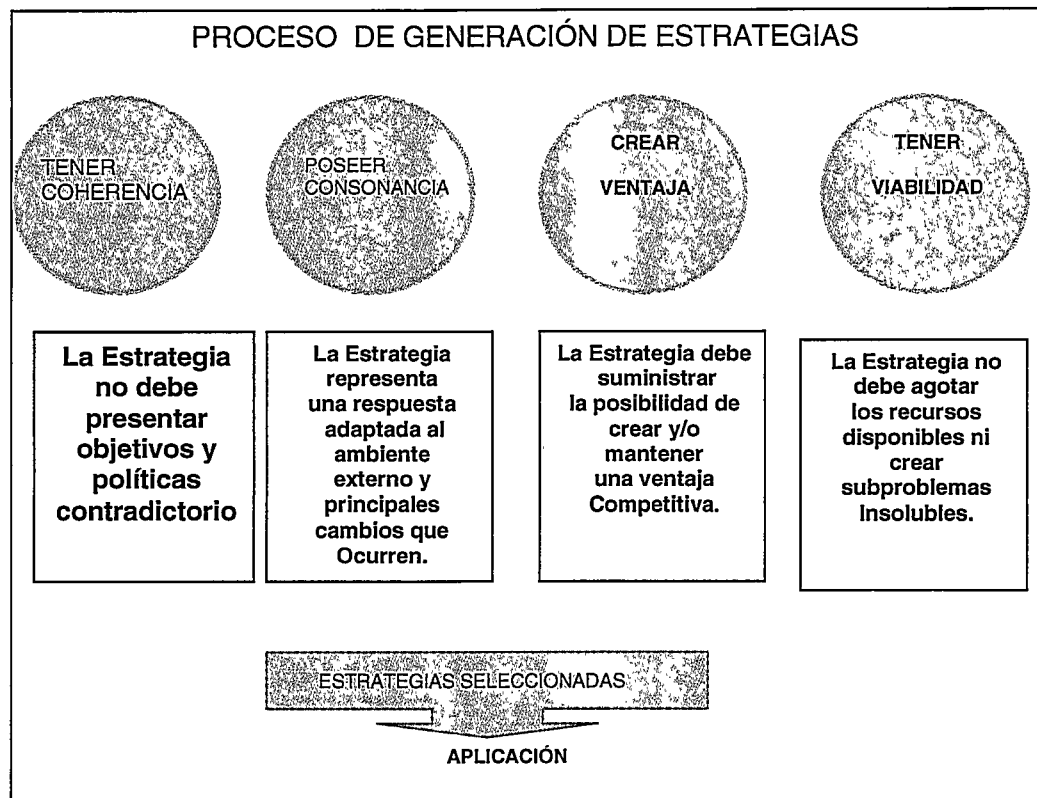 PROCESO DE GENERACIÓN DE ESTRATEGIAS
TENER
COHERENCIA
POSEER
CONSONANCIA
CREAR
VENTAJA
TENER
VIABILIDAD
La Estrategia
no debe
presentar
objetivos y
políticas
contradictorio
La Estrategia
representa
una respuesta
adaptada al
ambiente
externo y
principales
cambios que
Ocurren.
La Estrategia debe
suministrar
la posibilidad de
crear y/o
mantener
una ventaja
Competitiva.
La Estrategia no
debe agotar
los recursos
disponibles ni
crear
subproblemas
Insolubles.
ESTRATEGIAS SELECCIONADAS
APLICACIÓN